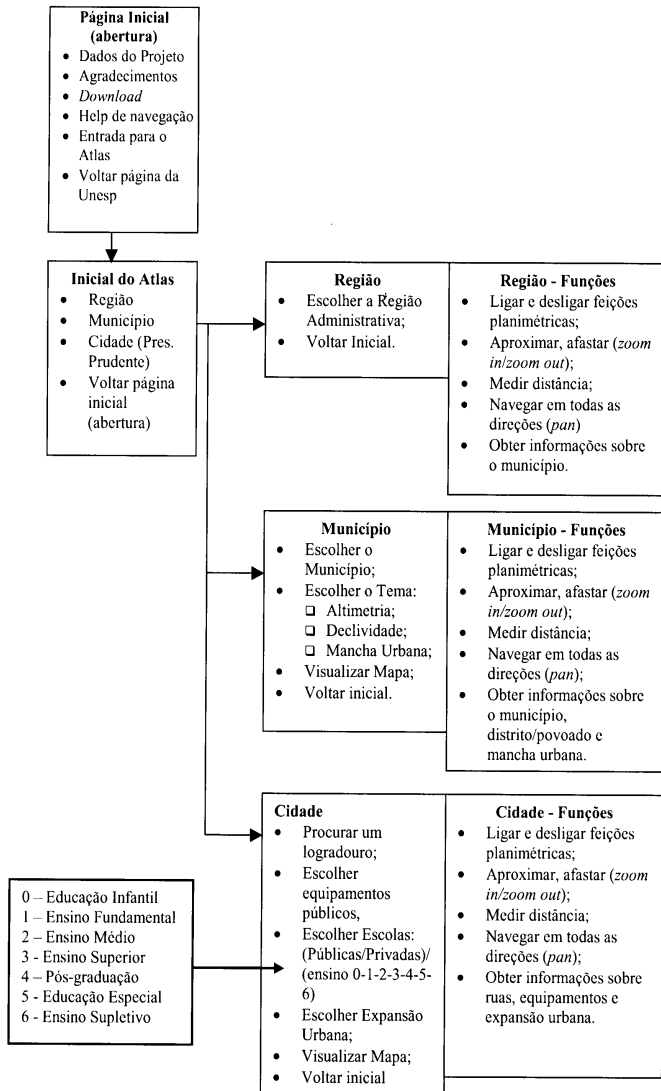 Página Inicial
(abertura)
• Dados do Projeto
• Agradecimentos
• Download
• Help de navegação
• Entrada para o
Atlas
• Voltar página da
Unesp
Inicial do Atlas
• Região
• Município
• Cidade (Pres.
Prudente)
• Voltar página
inicial
(abertura)
Região
• Escolher a Região
Administrativa;
• Voltar Inicial.
Região - Funções
• Ligar e desligar feições
planimétricas;
• Aproximar, afastar (zoom
in/zoom out);
• Medir distância;
• Navegar em todas as
direções (pan)
• Obter informações sobre
o município.
Município
• Escolher o
Município;
• Escolher o Tema:
❑ Altimetria;
❑ Declividade;
❑ Mancha Urbana;
• Visualizar Mapa;
• Voltar inicial.
Município - Funções
• Ligar e desligar feições
planimétricas;
• Aproximar, afastar (zoom
in/zoom out);
• Medir distância;
• Navegar em todas as
direções (pan);
• Obter informações sobre
o município,
distrito/povoado e
mancha urbana.
Cidade
• Procurar um
logradouro;
• Escolher
equipamentos
públicos,
• Escolher Escolas:
(Públicas/Privadas)/
(ensino 0-1-2-3-4-5-
6)
• Escolher Expansão
Urbana;
• Visualizar Mapa;
• Voltar inicial
Cidade - Funções
• Ligar e desligar feições
planimétricas;
• Aproximar, afastar (zoom
in/zoom out);
• Medir distância;
• Navegar em todas as
direções (pan);
• Obter informações sobre
ruas, equipamentos e
expansão urbana.
0 – Educação Infantil
1 – Ensino Fundamental
2 – Ensino Médio
3 - Ensino Superior
4 – Pós-graduação
5 - Educação Especial
6 - Ensino Supletivo